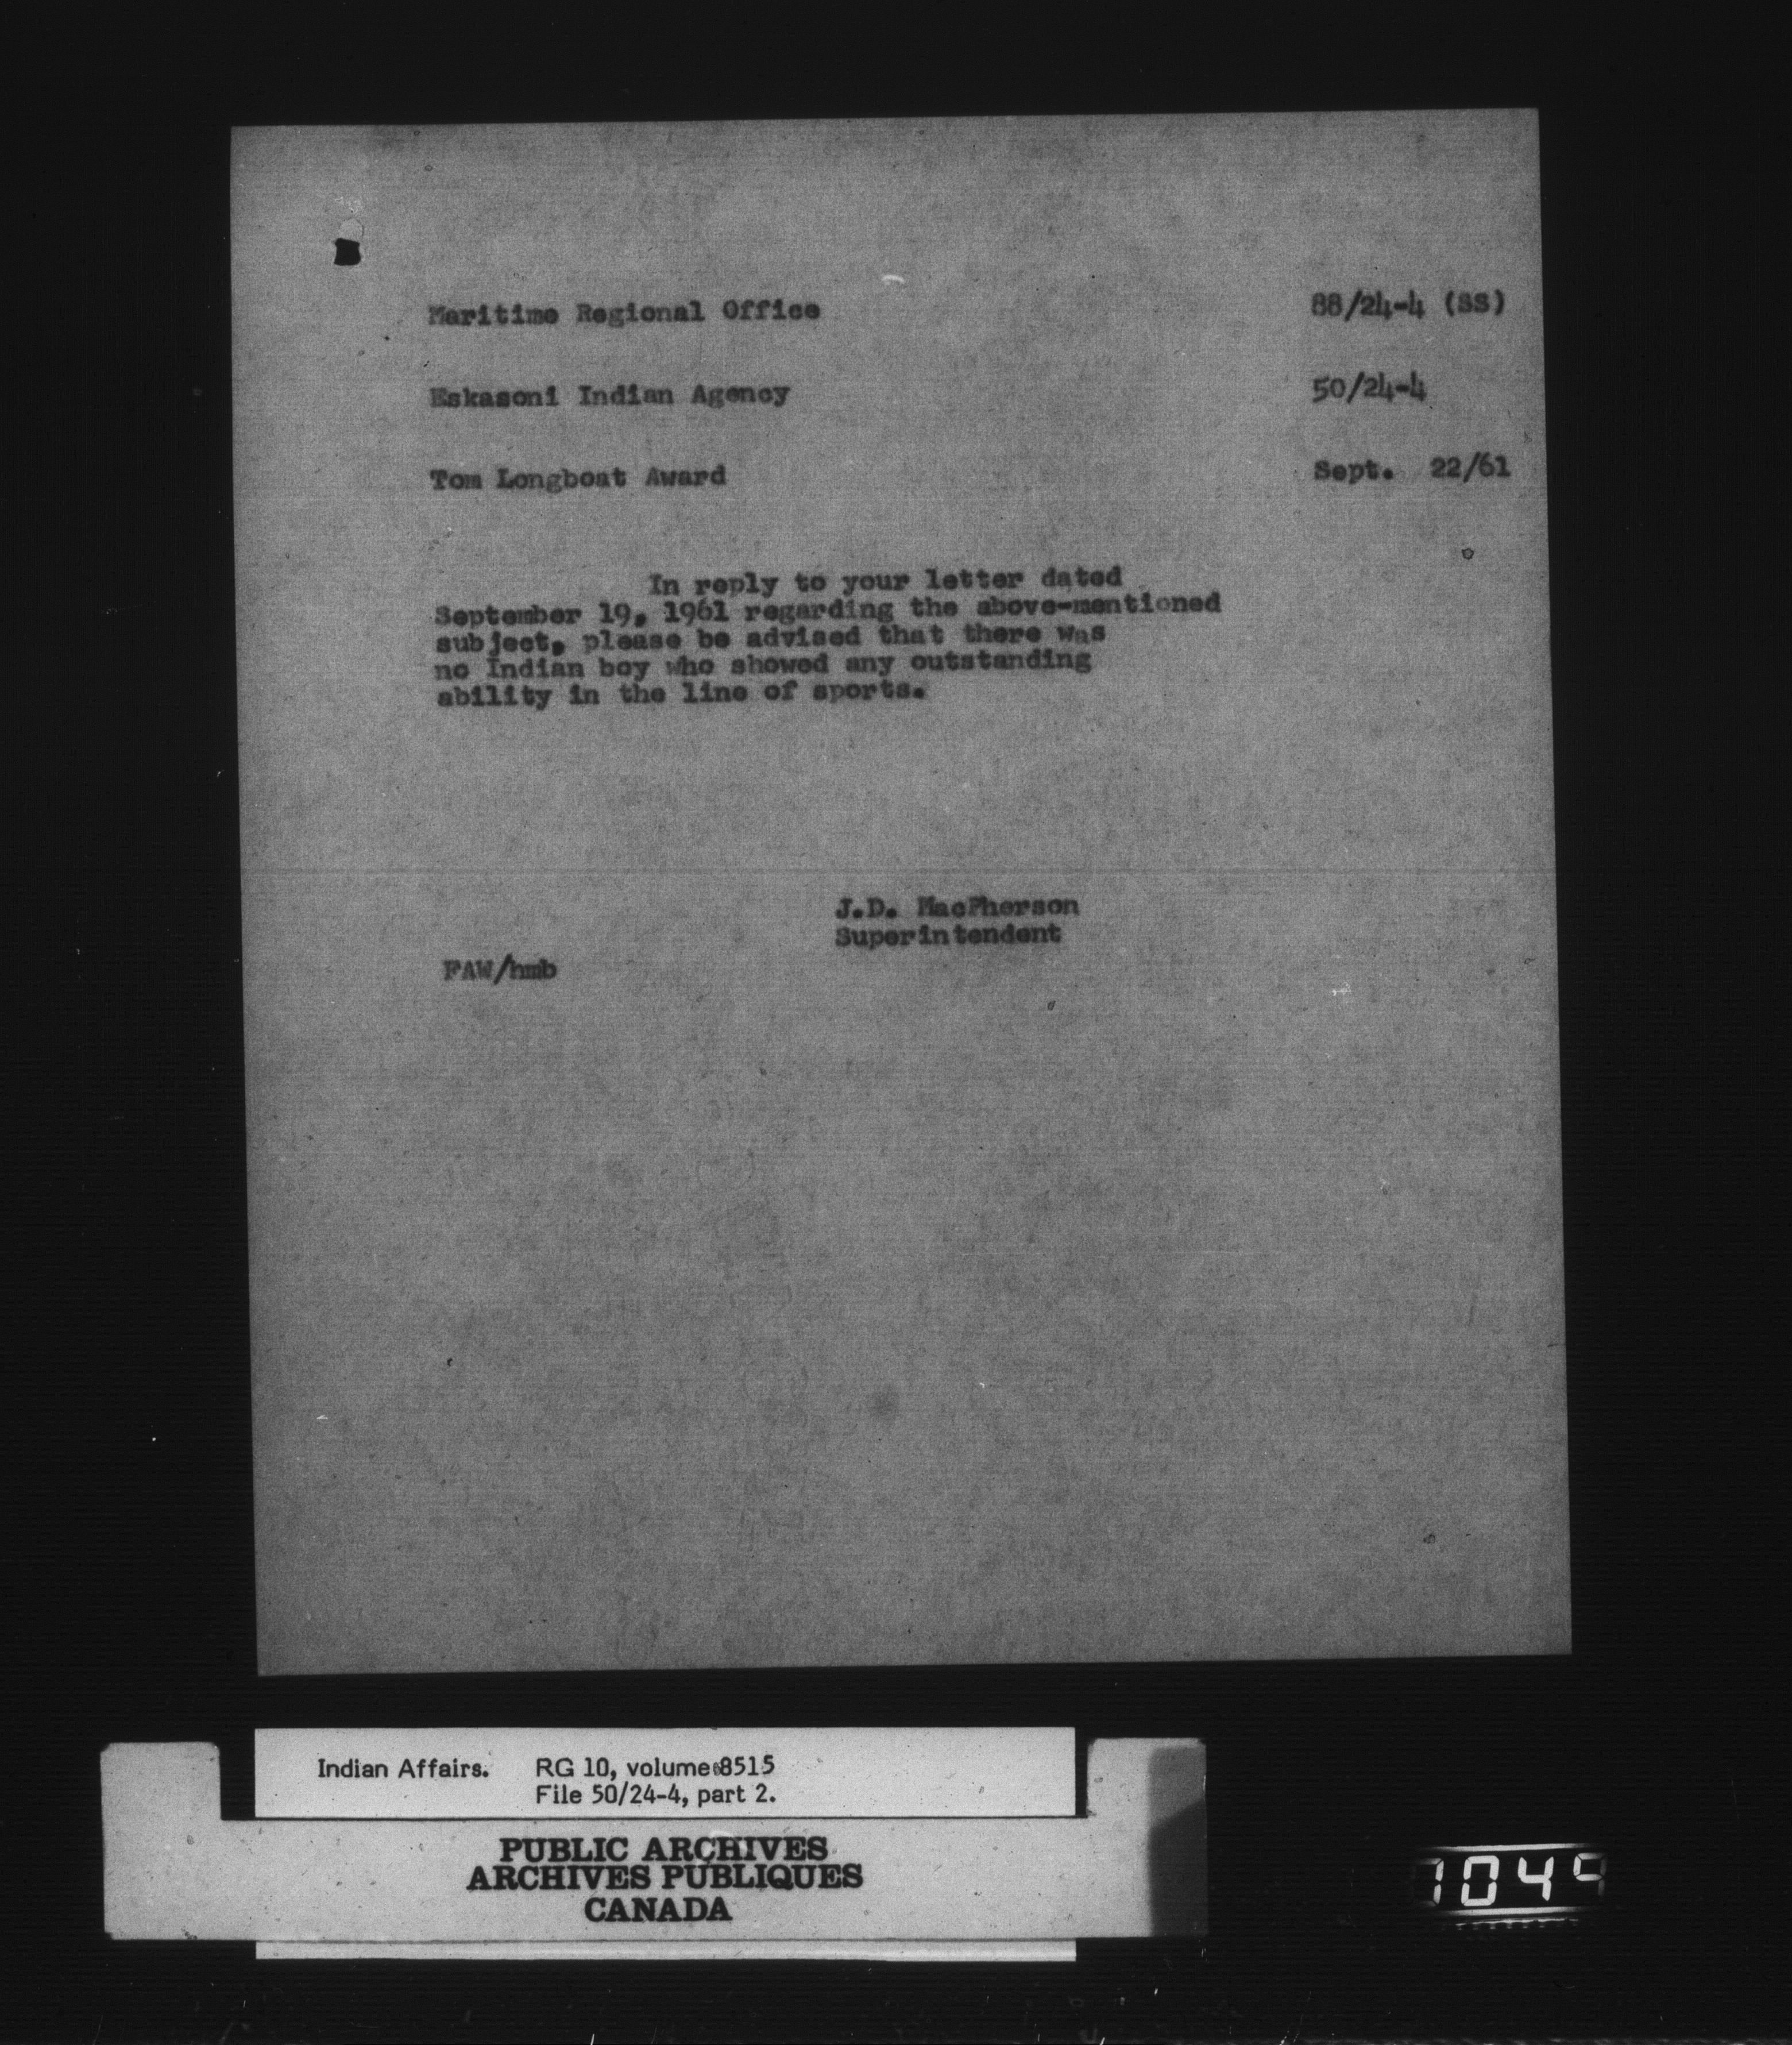 Maritime Regional Office 88/24-4 (SS)
Eskasoni Indian Agency 50/24-4
Tom Longboat Award Sept. 22/61
In reply to your letter dated
September 19, 1961 regarding the above-mentioned
subject, please be advised that there was
no Indian boy who showed any outstanding
ability in the line of sports.
J.D. MacPherson
Superintendent
FAW/hmb
Indian Affairs. RG 10, volume 8515
File 50/24-4, part 2.
PUBLIC ARCHIVES
ARCHIVES PUBLIQUES
CANADA
1049